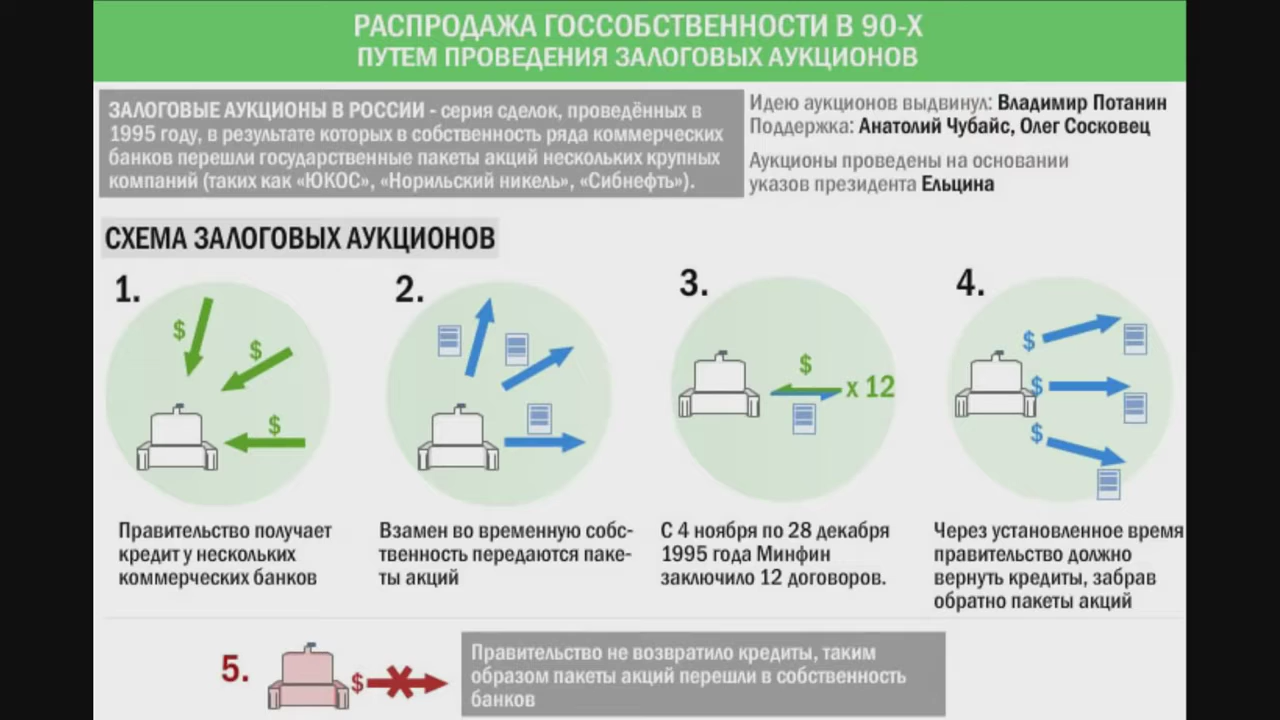 РАСПРОДАЖА ГОССОБСТВЕННОСТИ В 90-Х
ПУТЕМ ПРОВЕДЕНИЯ ЗАЛОГОВЫХ АУКЦИОНОВ
ЗАЛОГОВЫЕ АУКЦИОНЫ В РОССИИ - серия сделок, проведённых в
1995 году, в результате которых в собственность ряда коммерческих
банков перешли государственные пакеты акций нескольких крупных
компаний (таких как «ЮКОС», «Норильский никель», «Сибнефть»).
Идею аукционов выдвинул: Владимир Потанин
Поддержка: Анатолий Чубайс, Олег Сосковец
Аукционы проведены на основании
указов президента Ельцина
СХЕМА ЗАЛОГОВЫХ АУКЦИОНОВ
1.
$
$
$
Правительство получает
кредит у нескольких
коммерческих банков
2.
Взамен во временную собс-
твенность передаются паке-
ты акций
3.
$
x 12
С 4 ноября по 28 декабря
1995 года Минфин
заключило 12 договоров.
4.
$
$
$
Через установленное время
правительство должно
вернуть кредиты, забрав
обратно пакеты акций
5.
$
Правительство не возвратило кредиты, таким
образом пакеты акций перешли в собственность
банков